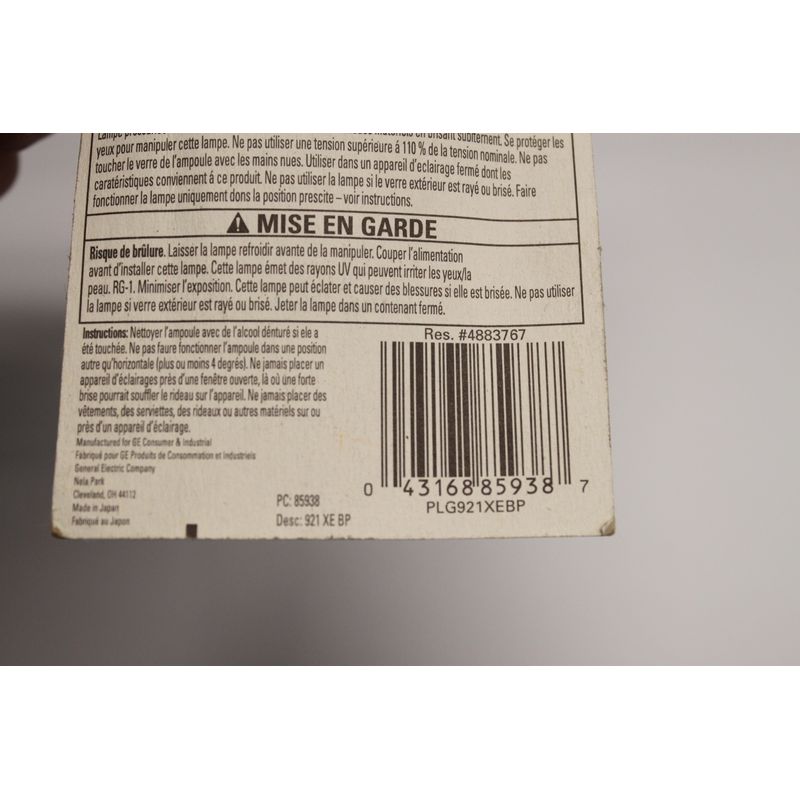 Lampe
matériels en brisant subitement. Se protéger les
yeux pour manipuler cette lampe. Ne pas utiliser une tension supérieure á 110 % de la tension nominale. Ne pas
toucher le verre de l'ampoule avec les mains nues. Utiliser dans un appareil d'eclairage fermé dont les
caratéristiques conviennent á ce produit. Ne pas utiliser la lampe si le verre extérieur est rayé ou brisé. Faire
fonctionner la lampe uniquement dons la position prescite – voir instructions.
MISE EN GARDE
Risque de brûlure. Laisser la lampe refroidir avante de la manipuler. Couper l'alimentation
avant d'installer cette lampe. Cette lampe émet des rayons UV qui peuvent irriter les yeux/la
peau. RG-1. Minimiser l'exposition. Cette lampe peut éclater et causer des blessures si elle est brisée. Ne pas utiliser
la lampe si verre extérieur est rayé ou brisé. Jeter la lampe dans un contenant fermé.
Instructions: Nettoyer l'ampoule avec de l'alcool dénturé si ele a
été touchée. Ne pas faure fonctionner l'ampoule dans une position
autre qu'horizontale (plus ou moins 4 degrés). Ne jamais placer un
appareil d'éclairages près d'une fenêtre ouverte, là où une forte
brise pourrait souffler le rideau sur l'appareil. Ne jamais placer des
vêtements, des serviettes, des rideaux ou autres matériels sur ou
près d'un appareil d'éclairage.
Manufactured for GE Consumer & Industrial
Fabriqué pour GE Produits de Consommation et Industriels
General Electric Company
Nela Park
Cleveland, OH 44112
Made in Japan
Fabriqué au Japon
PC: 85938
Desc: 921 XE BP
Res. #4883767
0 43168 85938 7
PLG921XEBP